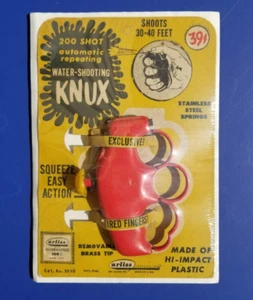 200 SHOT
automatic
repeating
WATER-SHOOTING
KNUX
SHOOTS
30-40 FEET
39¢
STAINLESS
STEEL
SPRINGS
EXCLUSIVE!
SQUEEZE
EASY
ACTION
IRED FINGERS!
REMOVABLE
BRASS TIP
arliss
MADE OF
HI-IMPACT
PLASTIC
arliss